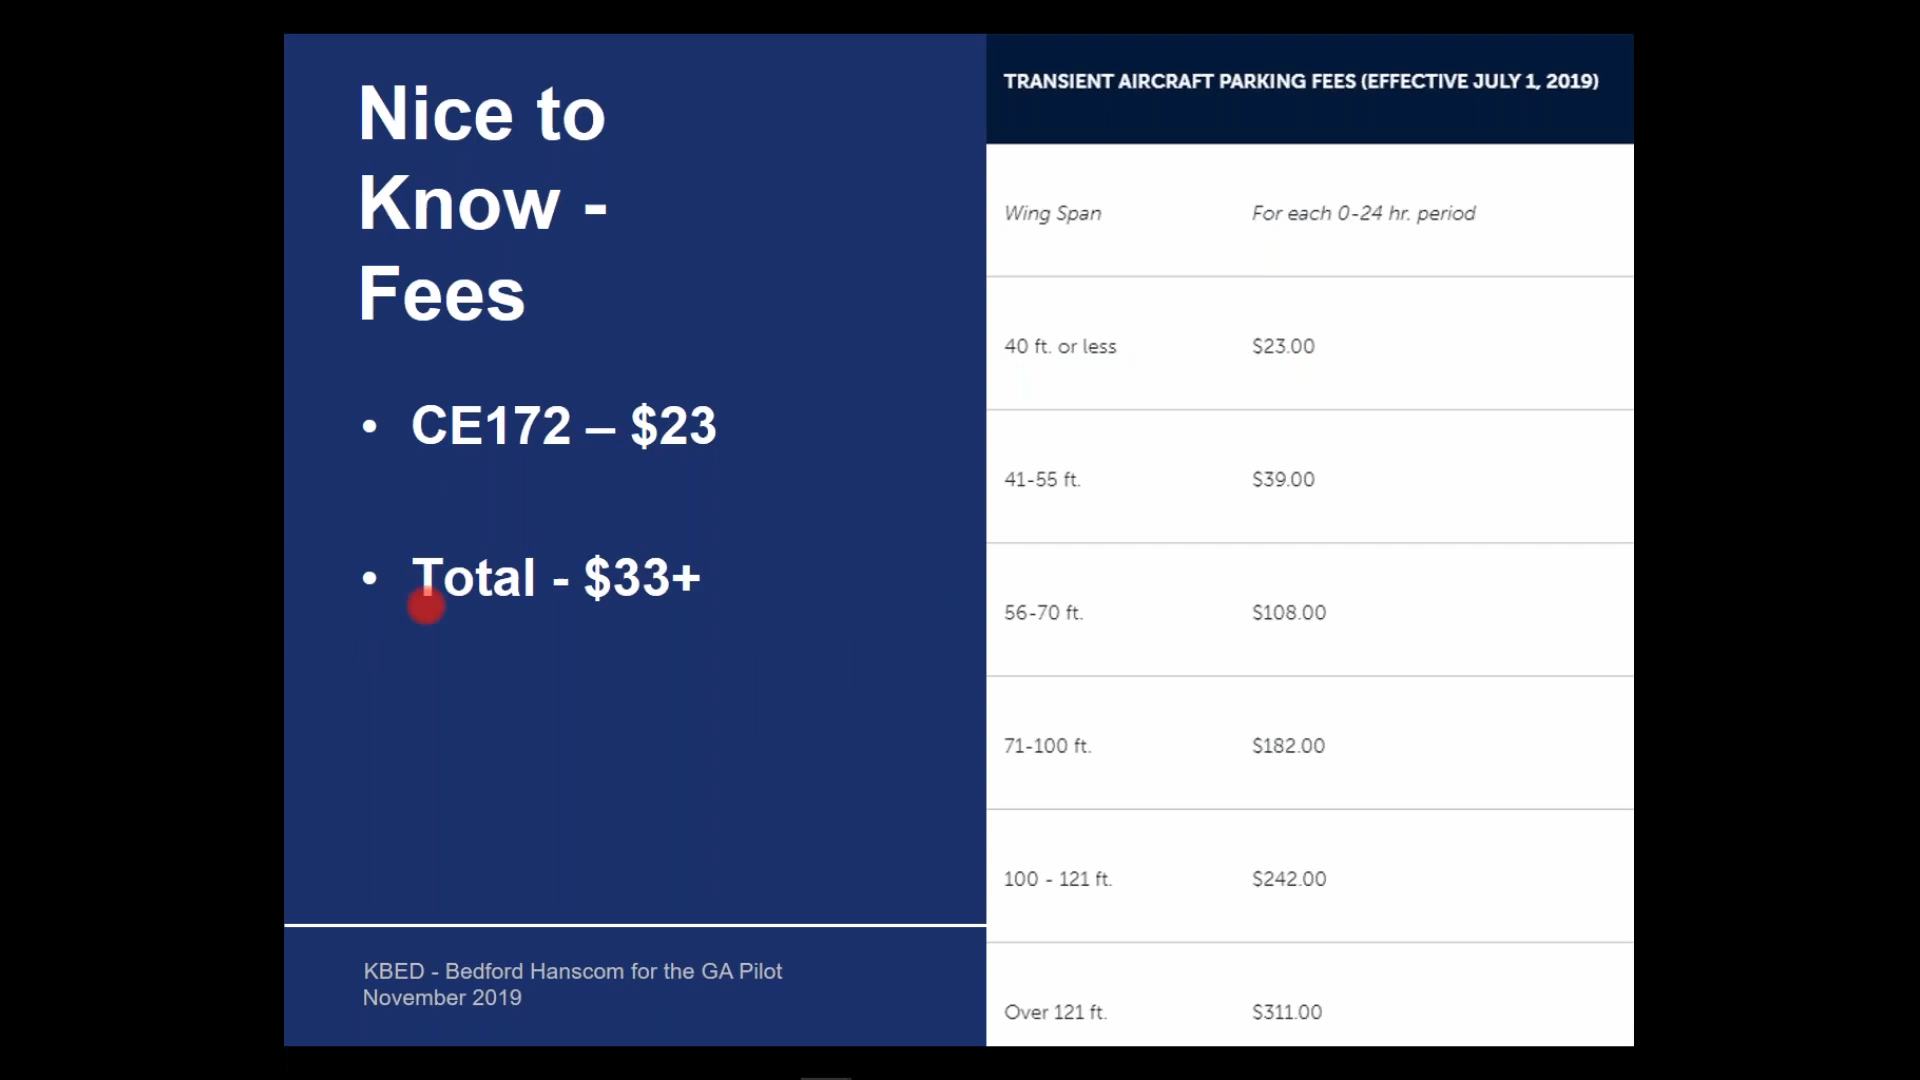 Nice to
Know -
Fees
• CE172 – $23
• Total - $33+
KBED - Bedford Hanscom for the GA Pilot
November 2019
TRANSIENT AIRCRAFT PARKING FEES (EFFECTIVE JULY 1, 2019)
Wing Span For each 0-24 hr. period
40 ft. or less $23.00
41-55 ft. $39.00
56-70 ft. $108.00
71-100 ft. $182.00
100 - 121 ft. $242.00
Over 121 ft. $311.00